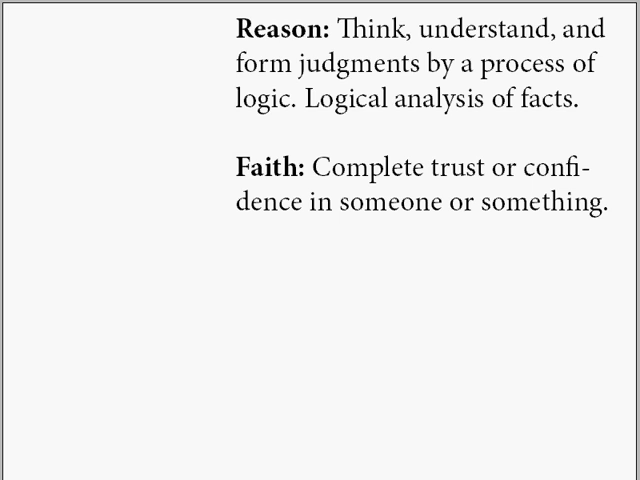 Reason: Think, understand, and
form judgments by a process of
logic. Logical analysis of facts.
Faith: Complete trust or confi-
dence in someone or something.